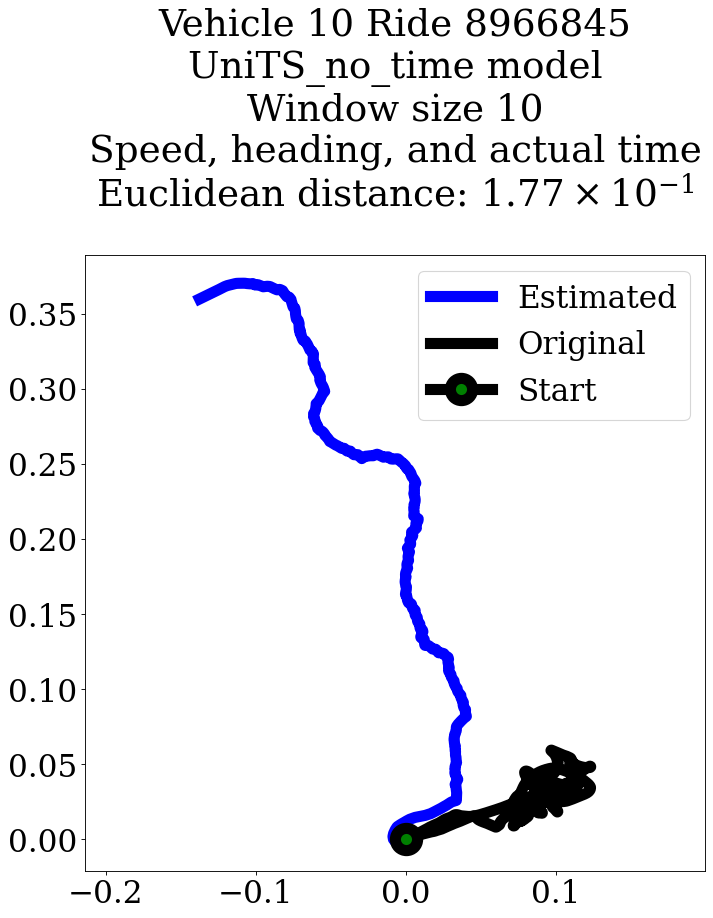 Vehicle 10 Ride 8966845
UniTS_no_time model
Window size 10
Speed, heading, and actual time
Euclidean distance: 1.77 × 10⁻¹
Estimated
Original
Start
0.35
0.30
0.25
0.20
0.15
0.10
0.05
0.00
−0.2 −0.1 0.0 0.1